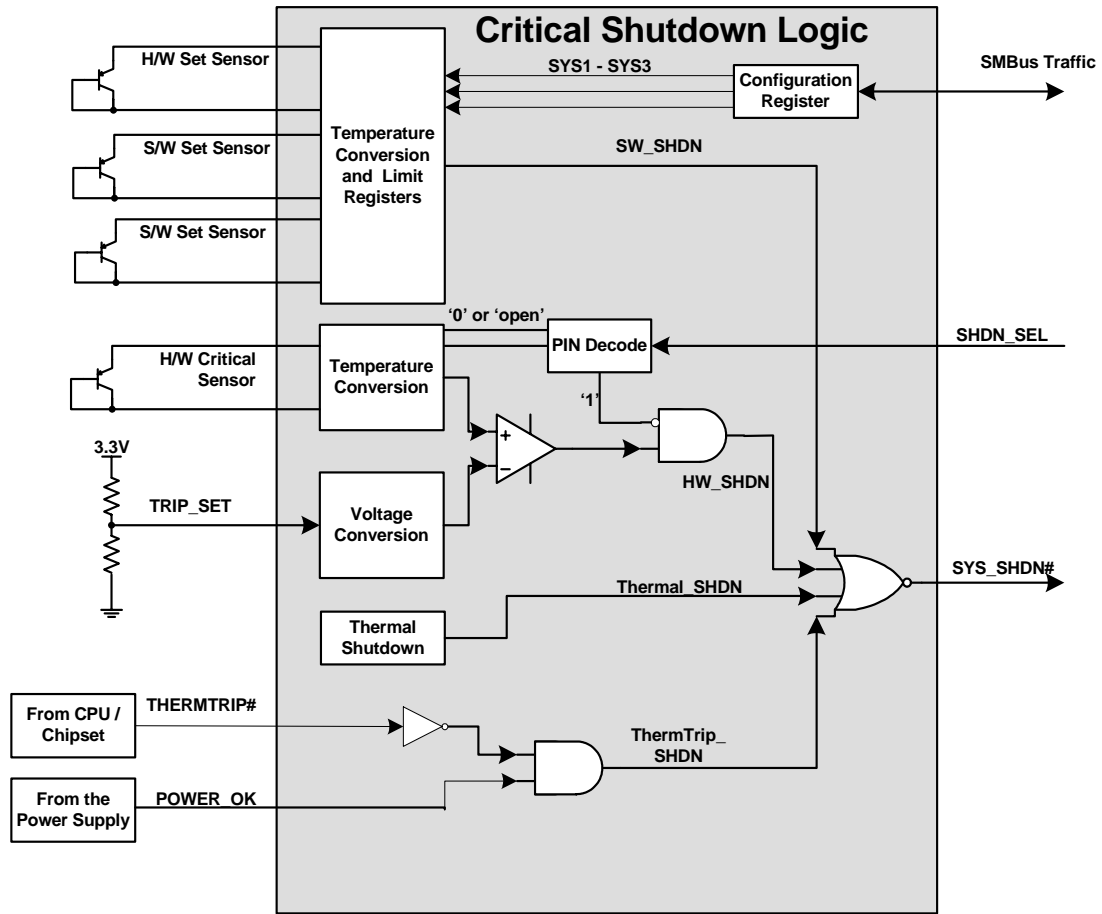 Critical Shutdown Logic
H/W Set Sensor
S/W Set Sensor
S/W Set Sensor
Temperature
Conversion
and Limit
Registers
SYS1 - SYS3
Configuration
Register
SMBus Traffic
SW_SHDN
‘0’ or ‘open’
PIN Decode
SHDN_SEL
H/W Critical
Sensor
Temperature
Conversion
‘1’
+
−
3.3V
TRIP_SET
Voltage
Conversion
HW_SHDN
SYS_SHDN#
Thermal_SHDN
Thermal
Shutdown
From CPU /
Chipset
THERMTRIP#
ThermTrip_
SHDN
From the
Power Supply
POWER_OK